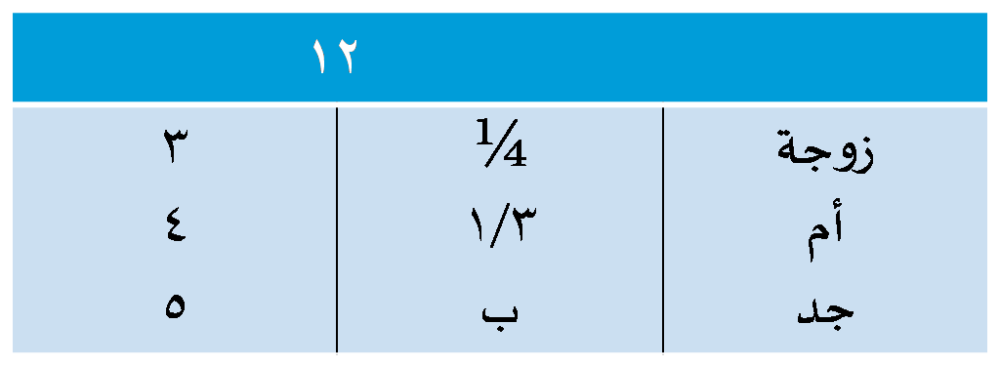 ١٢
زوجة ¼ ٣
أم ١/٣ ٤
جد ب ٥